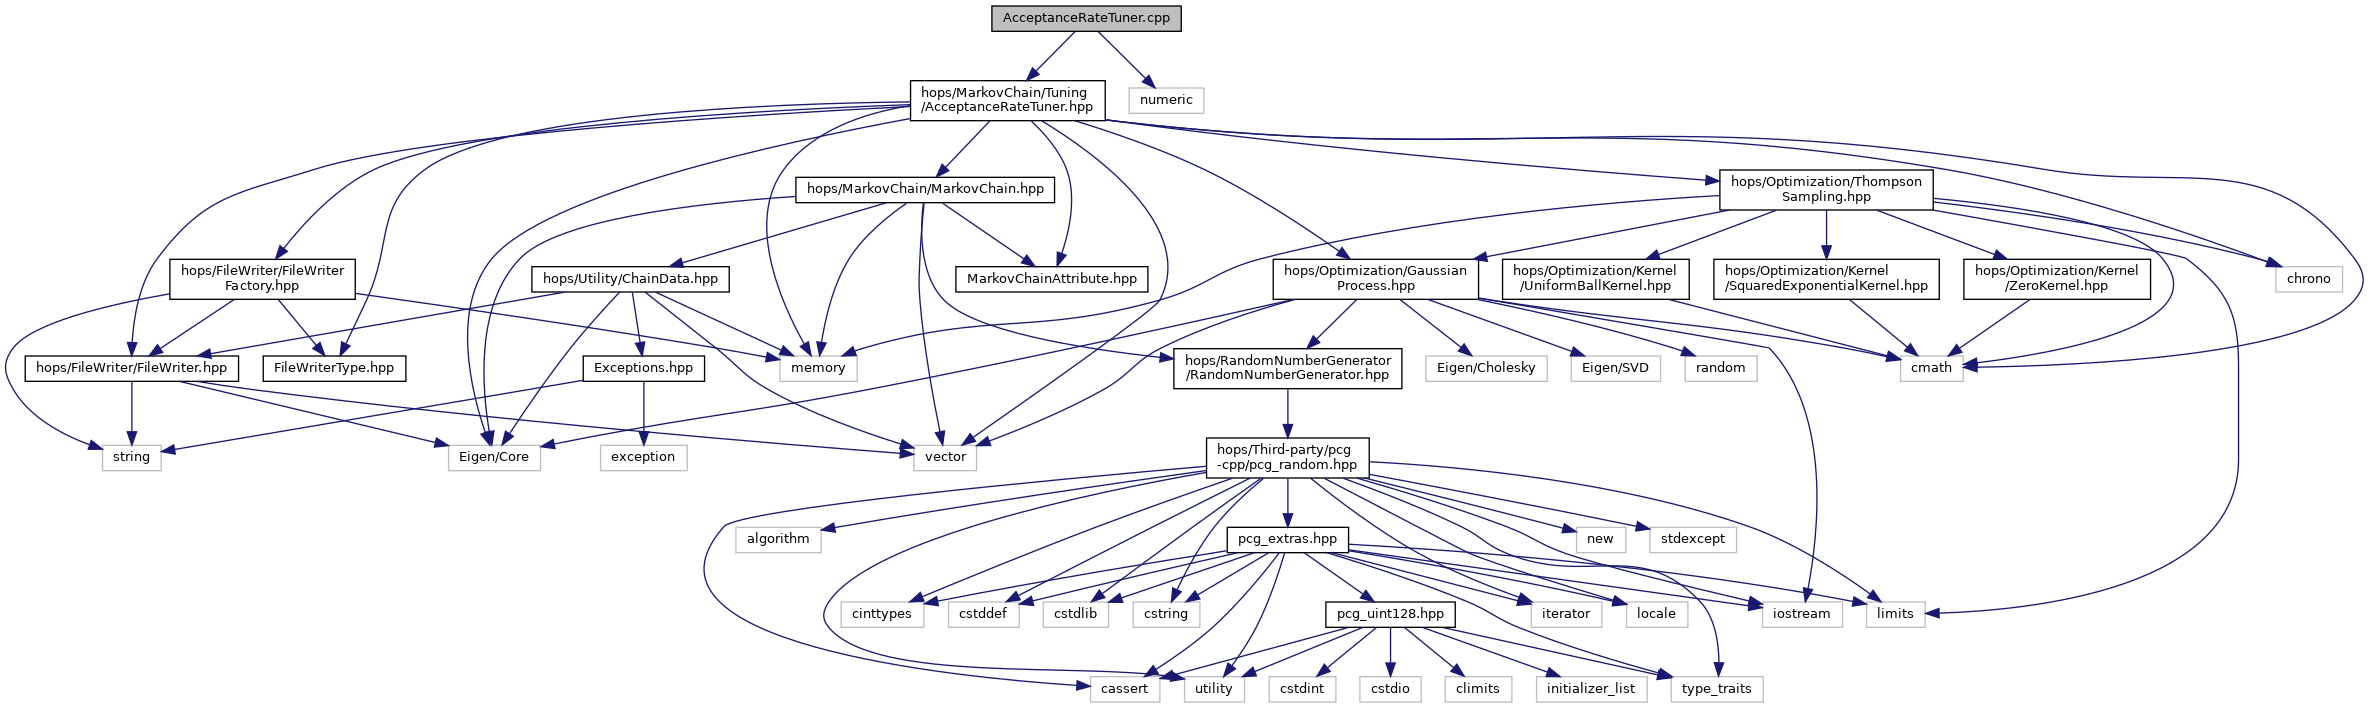 AcceptanceRateTuner.cpp
hops/MarkovChain/Tuning
/AcceptanceRateTuner.hpp
numeric
hops/MarkovChain/MarkovChain.hpp
hops/Optimization/Thompson
Sampling.hpp
hops/FileWriter/FileWriter
Factory.hpp
hops/Utility/ChainData.hpp
MarkovChainAttribute.hpp
hops/Optimization/Gaussian
Process.hpp
hops/Optimization/Kernel
/UniformBallKernel.hpp
hops/Optimization/Kernel
/SquaredExponentialKernel.hpp
hops/Optimization/Kernel
/ZeroKernel.hpp
chrono
hops/FileWriter/FileWriter.hpp
FileWriterType.hpp
Exceptions.hpp
memory
hops/RandomNumberGenerator
/RandomNumberGenerator.hpp
Eigen/Cholesky
Eigen/SVD
random
cmath
string
Eigen/Core
exception
vector
hops/Third-party/pcg
-cpp/pcg_random.hpp
algorithm
pcg_extras.hpp
new
stdexcept
cinttypes
cstddef
cstdlib
cstring
pcg_uint128.hpp
iterator
locale
iostream
limits
cassert
utility
cstdint
cstdio
climits
initializer_list
type_traits